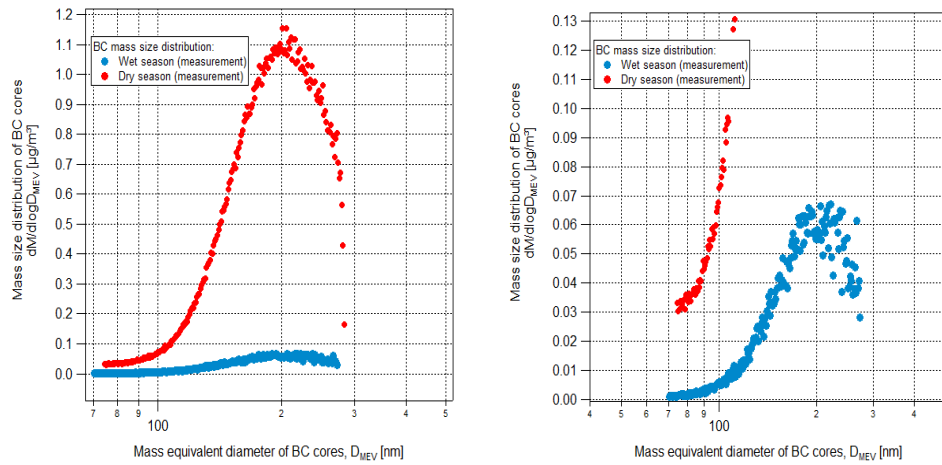 Mass size distribution of BC cores
dM/dlogD_MEV [µg/m³]
1.2
1.1
1.0
0.9
0.8
0.7
0.6
0.5
0.4
0.3
0.2
0.1
0.0
BC mass size distribution:
Wet season (measurement)
Dry season (measurement)
7 8 9 100 2 3 4 5
Mass equivalent diameter of BC cores, D_MEV [nm]
Mass size distribution of BC cores
dM/dlogD_MEV [µg/m³]
0.13
0.12
0.11
0.10
0.09
0.08
0.07
0.06
0.05
0.04
0.03
0.02
0.01
0.00
BC mass size distribution:
Wet season (measurement)
Dry season (measurement)
4 5 6 7 8 9 100 2 3 4
Mass equivalent diameter of BC cores, D_MEV [nm]